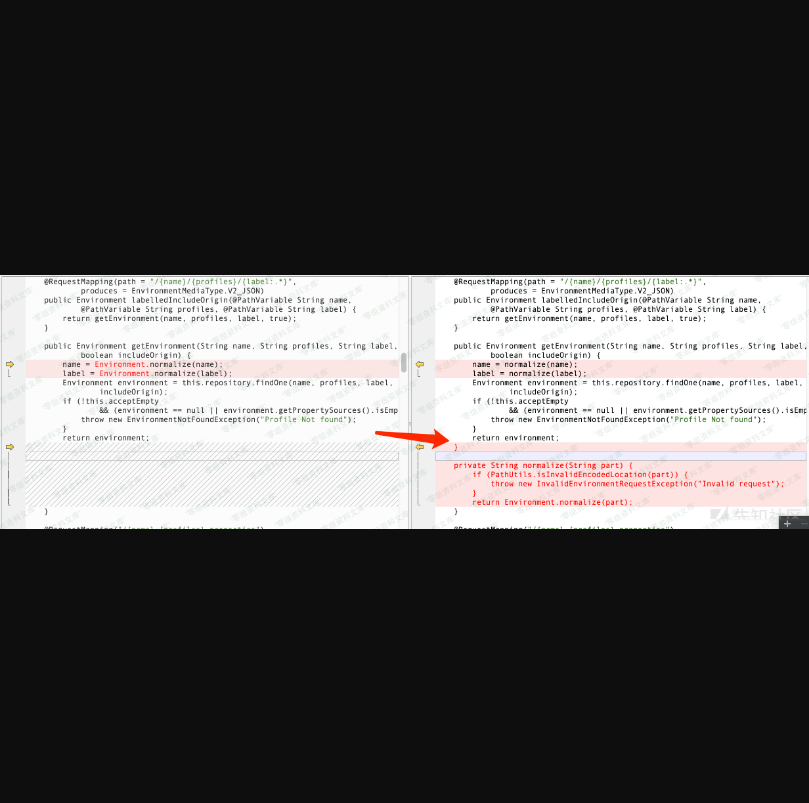 @RequestMapping(path = "/{name}/{profiles}/{label:.*}",
produces = EnvironmentMediaType.V2_JSON)
public Environment labelledIncludeOrigin(@PathVariable String name,
@PathVariable String profiles, @PathVariable String label) {
return getEnvironment(name, profiles, label, true);
}
public Environment getEnvironment(String name, String profiles, String label,
boolean includeOrigin) {
name = Environment.normalize(name);
label = Environment.normalize(label);
Environment environment = this.repository.findOne(name, profiles, label,
includeOrigin);
if (!this.acceptEmpty
&& (environment == null || environment.getPropertySources().isEmp
throw new EnvironmentNotFoundException("Profile Not found");
}
return environment;
}
@RequestMapping(path = "/{name}/{profiles}/{label:.*}",
produces = EnvironmentMediaType.V2_JSON)
public Environment labelledIncludeOrigin(@PathVariable String name,
@PathVariable String profiles, @PathVariable String label) {
return getEnvironment(name, profiles, label, true);
}
public Environment getEnvironment(String name, String profiles, String label,
boolean includeOrigin) {
name = normalize(name);
label = normalize(label);
Environment environment = this.repository.findOne(name, profiles, label,
includeOrigin);
if (!this.acceptEmpty
&& (environment == null || environment.getPropertySources().isEmp
throw new EnvironmentNotFoundException("Profile Not found");
}
return environment;
}
private String normalize(String part) {
if (PathUtils.isInvalidEncodedLocation(part)) {
throw new InvalidEnvironmentRequestException("Invalid request");
}
return Environment.normalize(part);
}
先知社区